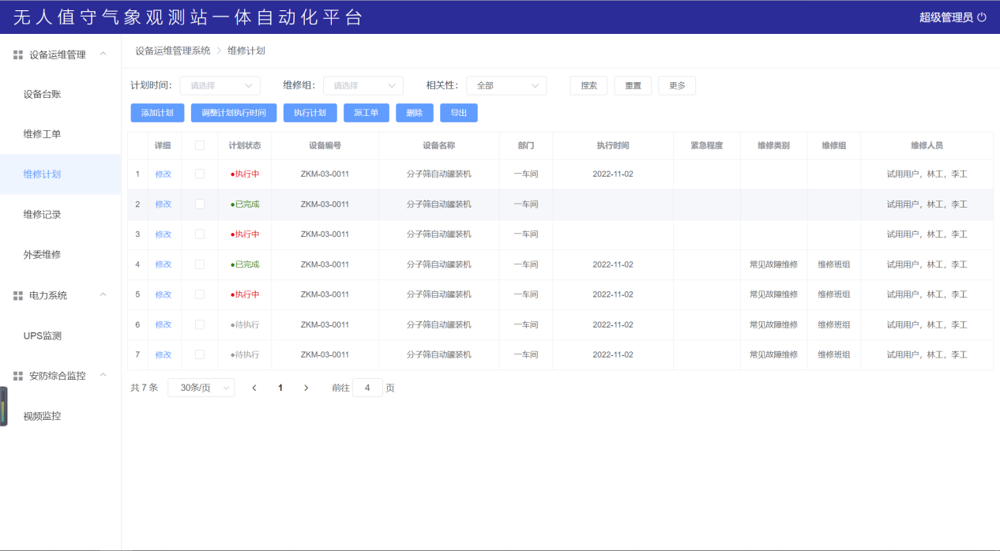 无人值守气象观测站一体自动化平台
超级管理员
设备运维管理
设备台账
维修工单
维修计划
维修记录
外委维修
电力系统
UPS监测
安防综合监控
视频监控
设备运维管理系统 > 维修计划
计划时间: 请选择 维修组: 请选择 相关性: 全部 搜索 重置 更多
添加计划 调整计划执行时间 执行计划 派工单 删除 导出
详细 计划状态 设备编号 设备名称 部门 执行时间 紧急程度 维修类别 维修组 维修人员
1 修改 ●执行中 ZKM-03-0011 分子筛自动罐装机 一车间 2022-11-02 试用用户, 林工, 李工
2 修改 ●已完成 ZKM-03-0011 分子筛自动罐装机 一车间 试用用户, 林工, 李工
3 修改 ●执行中 ZKM-03-0011 分子筛自动罐装机 一车间 试用用户, 林工, 李工
4 修改 ●已完成 ZKM-03-0011 分子筛自动罐装机 一车间 2022-11-02 常见故障维修 维修班组 试用用户, 林工, 李工
5 修改 ●执行中 ZKM-03-0011 分子筛自动罐装机 一车间 2022-11-02 常见故障维修 维修班组 试用用户, 林工, 李工
6 修改 ●待执行 ZKM-03-0011 分子筛自动罐装机 一车间 2022-11-02 常见故障维修 维修班组 试用用户, 林工, 李工
7 修改 ●待执行 ZKM-03-0011 分子筛自动罐装机 一车间 2022-11-02 常见故障维修 维修班组 试用用户, 林工, 李工
共 7 条 30条/页 < 1 > 前往 4 页